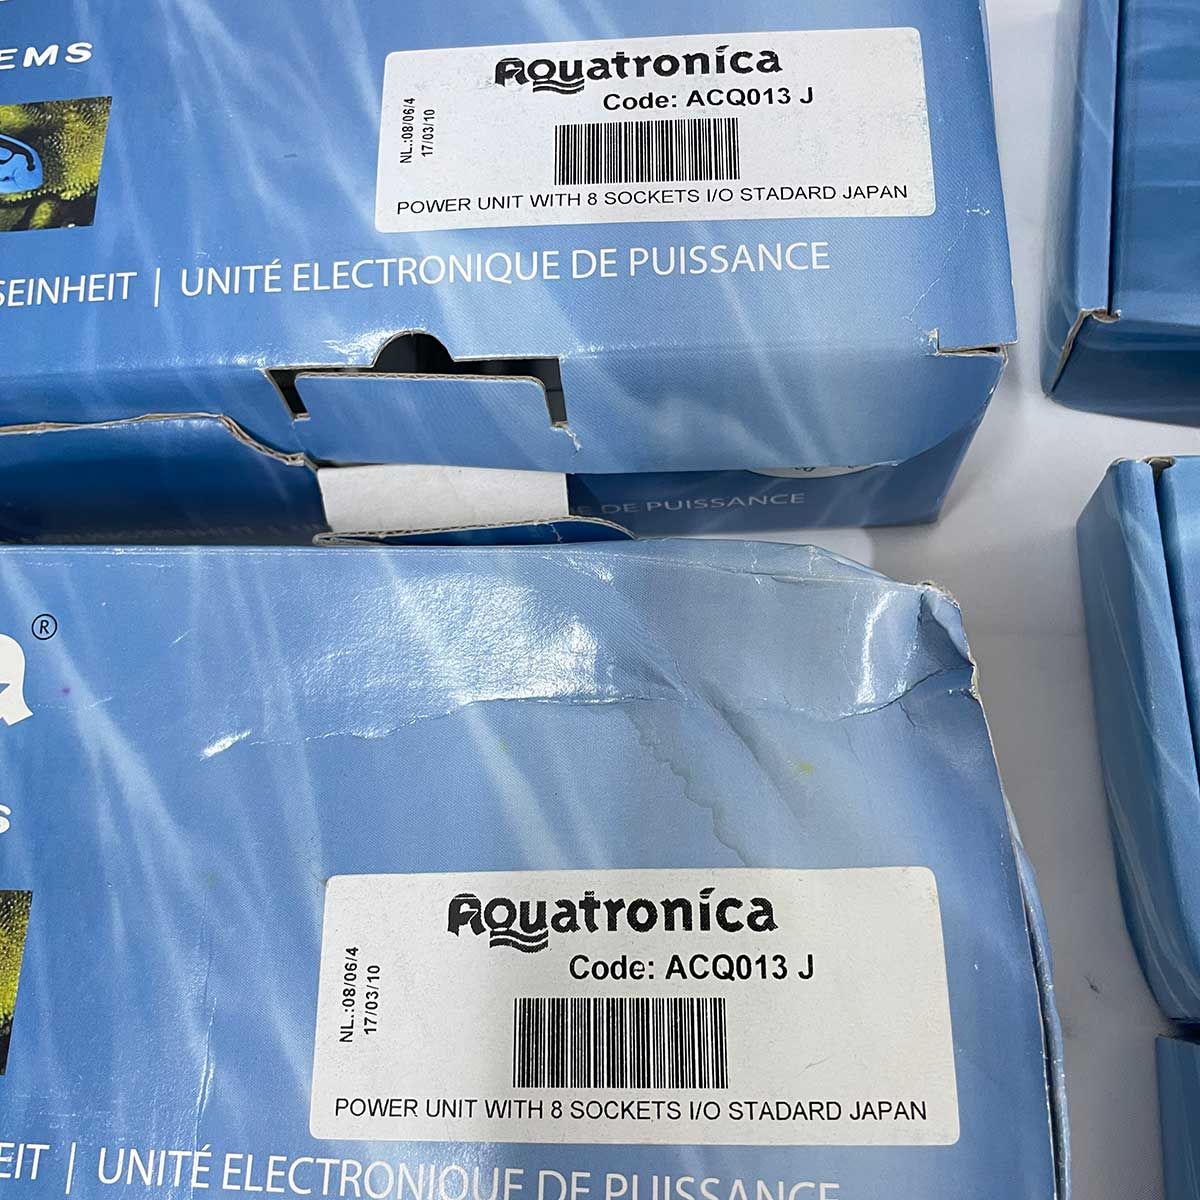 EMS
Aquatronica
Code: ACQ013 J
NL.:08/06/4
17/03/10
POWER UNIT WITH 8 SOCKETS I/O STADARD JAPAN
SEINHEIT | UNITÉ ELECTRONIQUE DE PUISSANCE
DE PUISSANCE
®
S
Aquatronica
Code: ACQ013 J
NL.:08/06/4
17/03/10
POWER UNIT WITH 8 SOCKETS I/O STADARD JAPAN
EIT | UNITÉ ELECTRONIQUE DE PUISSANCE